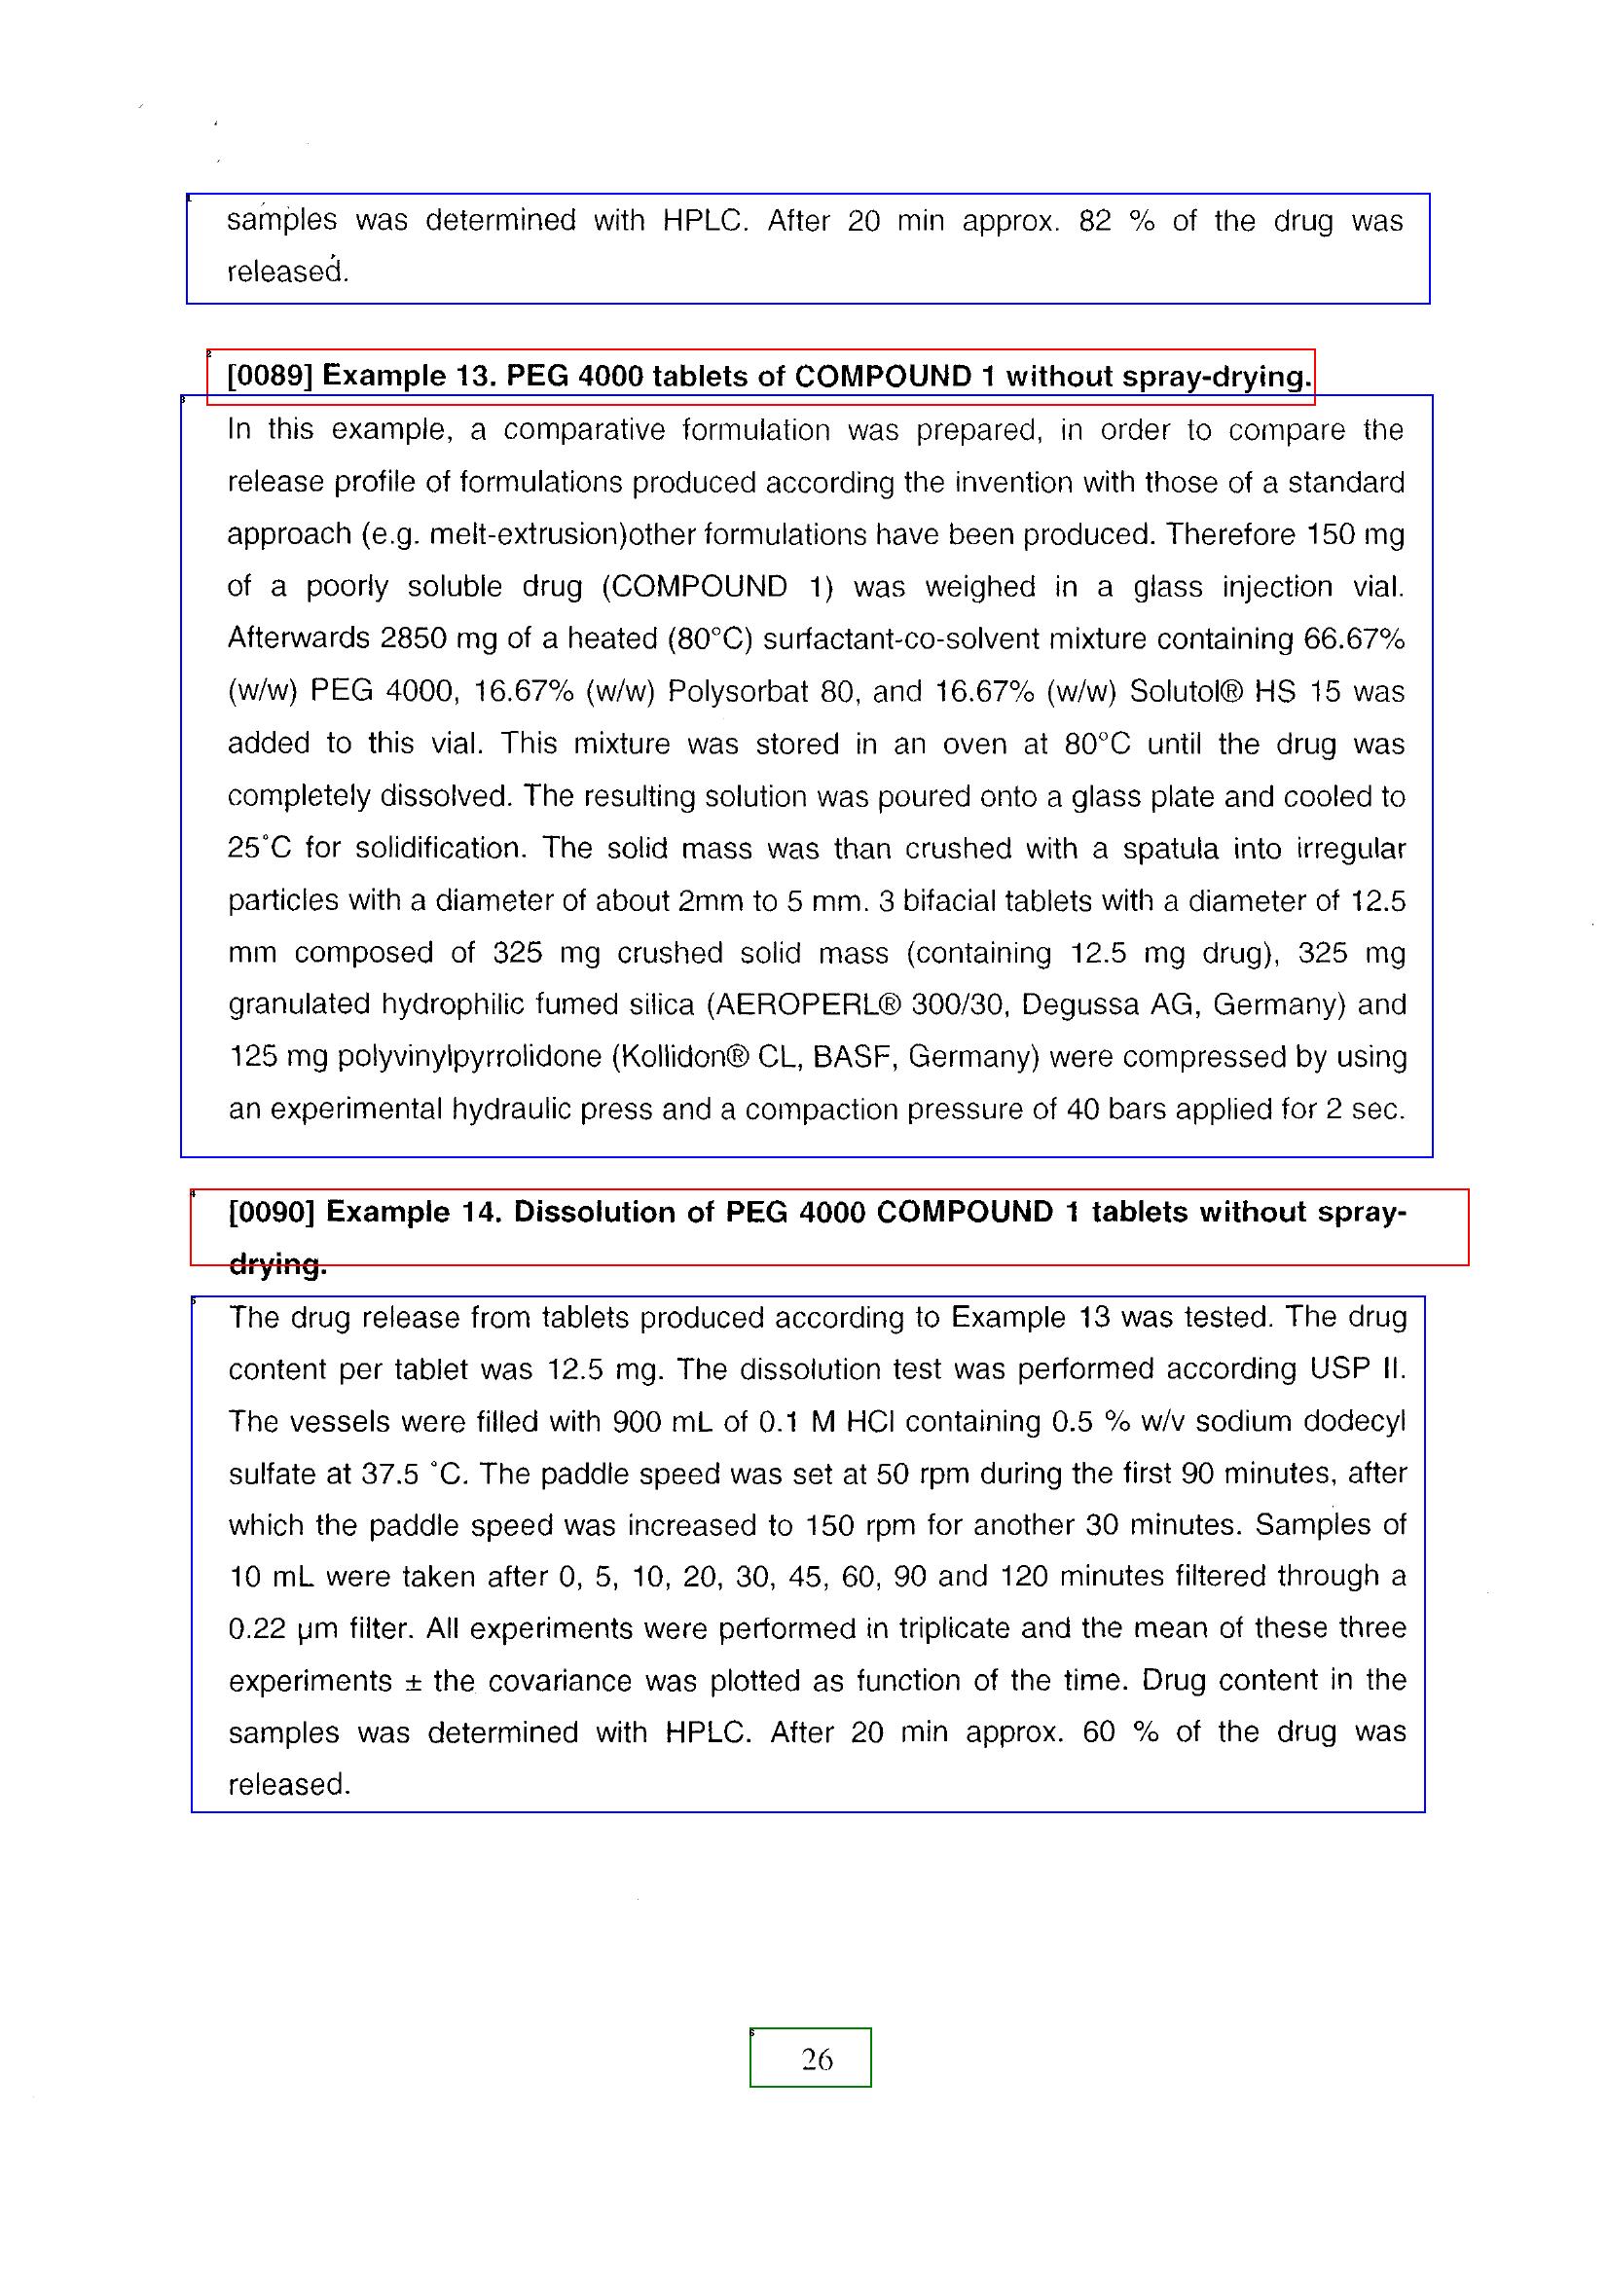 samples was determined with HPLC. After 20 min approx. 82 % of the drug was
released.
[0089] Example 13. PEG 4000 tablets of COMPOUND 1 without spray-drying.
In this example, a comparative formulation was prepared, in order to compare the
release profile of formulations produced according the invention with those of a standard
approach (e.g. melt-extrusion)other formulations have been produced. Therefore 150 mg
of a poorly soluble drug (COMPOUND 1) was weighed in a glass injection vial.
Afterwards 2850 mg of a heated (80°C) surfactant-co-solvent mixture containing 66.67%
(w/w) PEG 4000, 16.67% (w/w) Polysorbat 80, and 16.67% (w/w) Solutol® HS 15 was
added to this vial. This mixture was stored in an oven at 80°C until the drug was
completely dissolved. The resulting solution was poured onto a glass plate and cooled to
25˚C for solidification. The solid mass was than crushed with a spatula into irregular
particles with a diameter of about 2mm to 5 mm. 3 bifacial tablets with a diameter of 12.5
mm composed of 325 mg crushed solid mass (containing 12.5 mg drug), 325 mg
granulated hydrophilic fumed silica (AEROPERL® 300/30, Degussa AG, Germany) and
125 mg polyvinylpyrrolidone (Kollidon® CL, BASF, Germany) were compressed by using
an experimental hydraulic press and a compaction pressure of 40 bars applied for 2 sec.
[0090] Example 14. Dissolution of PEG 4000 COMPOUND 1 tablets without spray-
drying.
The drug release from tablets produced according to Example 13 was tested. The drug
content per tablet was 12.5 mg. The dissolution test was performed according USP II.
The vessels were filled with 900 mL of 0.1 M HCl containing 0.5 % w/v sodium dodecyl
sulfate at 37.5 ˚C. The paddle speed was set at 50 rpm during the first 90 minutes, after
which the paddle speed was increased to 150 rpm for another 30 minutes. Samples of
10 mL were taken after 0, 5, 10, 20, 30, 45, 60, 90 and 120 minutes filtered through a
0.22 µm filter. All experiments were performed in triplicate and the mean of these three
experiments ± the covariance was plotted as function of the time. Drug content in the
samples was determined with HPLC. After 20 min approx. 60 % of the drug was
released.
26